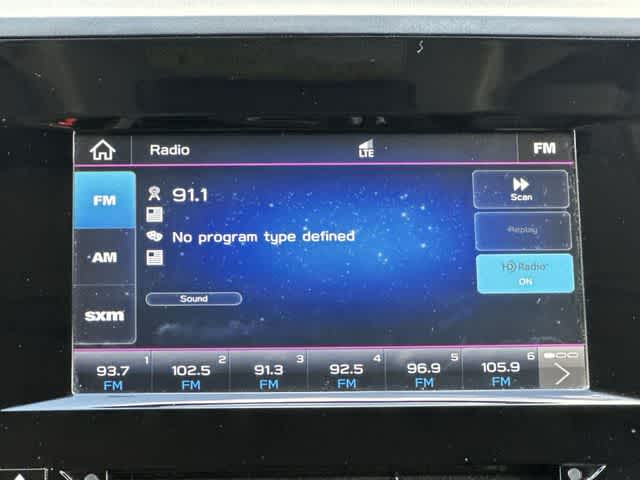 Radio LTE FM
FM 91.1 Scan
Replay
No program type defined
AM HD Radio
ON
Sound
sxm
1 2 3 4 5 6
93.7 102.5 91.3 92.5 96.9 105.9
FM FM FM FM FM FM